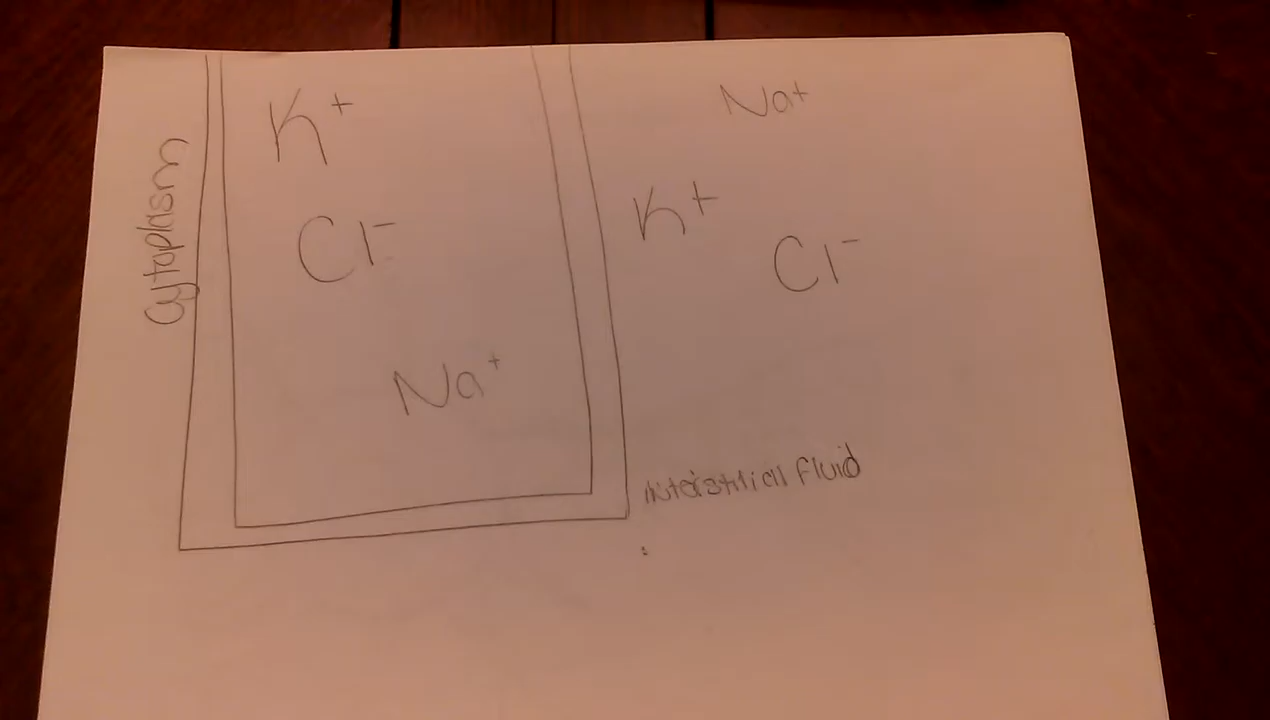 Cytoplasm
K+
Cl-
Na+
Na+
K+
Cl-
interstitial fluid